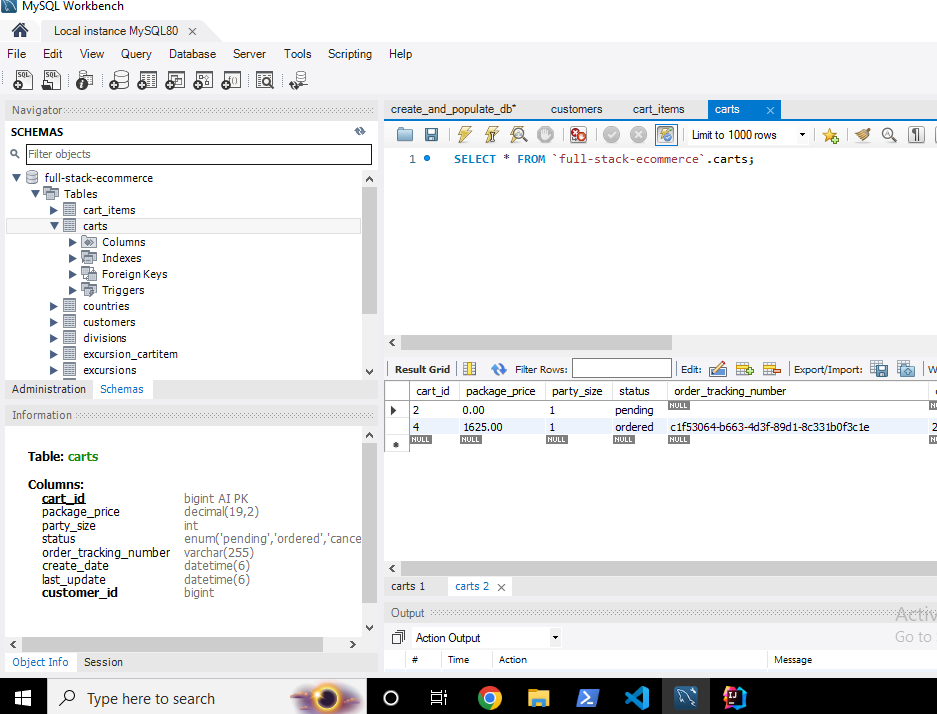 MySQL Workbench
Local instance MySQL80
File Edit View Query Database Server Tools Scripting Help
Navigator
SCHEMAS
Filter objects
full-stack-ecommerce
Tables
cart_items
carts
Columns
Indexes
Foreign Keys
Triggers
countries
customers
divisions
excursion_cartitem
excursions
Administration Schemas
Information
Table: carts
Columns:
cart_id bigint AI PK
package_price decimal(19,2)
party_size int
status enum('pending','ordered','cance
order_tracking_number varchar(255)
create_date datetime(6)
last_update datetime(6)
customer_id bigint
Object Info Session
create_and_populate_db* customers cart_items carts
Limit to 1000 rows
1 SELECT * FROM `full-stack-ecommerce`.carts;
Result Grid Filter Rows: Edit: Export/Import: W
cart_id package_price party_size status order_tracking_number
2 0.00 1 pending NULL
4 1625.00 1 ordered c1f53064-b663-4d3f-89d1-8c331b0f3c1e 2
NULL NULL NULL NULL NULL
carts 1 carts 2
Output
Activ
Go to
Action Output
# Time Action Message
Type here to search